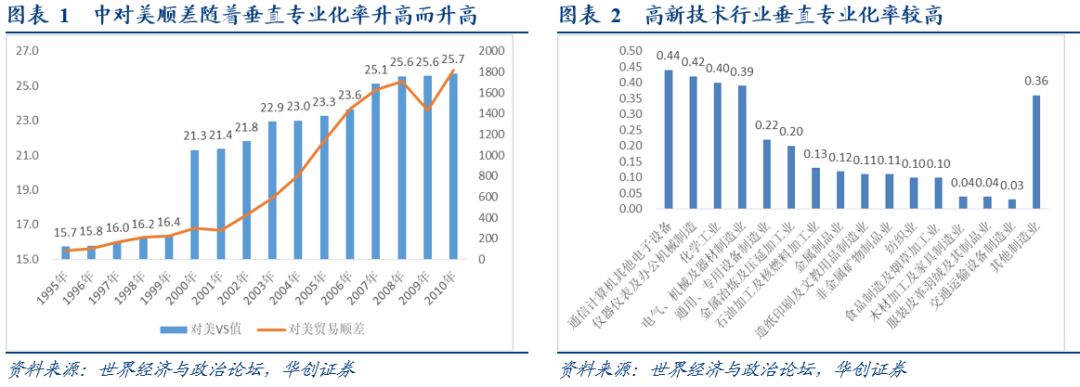 图表 1 中对美顺差随着垂直专业化率升高而升高
27.0
25.0
23.0
21.0
19.0
17.0
15.0
2000
1800
1600
1400
1200
1000
800
600
400
200
0
15.7
15.8
16.0
16.2
16.4
21.3
21.4
21.8
22.9
23.0
23.3
23.6
25.1
25.6
25.6
25.7
1995年
1996年
1997年
1998年
1999年
2000年
2001年
2002年
2003年
2004年
2005年
2006年
2007年
2008年
2009年
2010年
对美VS值 对美贸易顺差
资料来源：世界经济与政治论坛，华创证券
图表 2 高新技术行业垂直专业化率较高
0.50
0.45
0.40
0.35
0.30
0.25
0.20
0.15
0.10
0.05
0.00
0.44
0.42
0.40
0.39
0.22
0.20
0.13
0.12
0.11
0.11
0.10
0.10
0.04
0.04
0.03
0.36
通信计算机其他电子设备
仪器仪表及办公机械制造
化学工业
电气、机械及器材制造业
通用、专用设备制造业
金属冶炼及压延加工业
石油加工及核燃料加工业
金属制品业
造纸印刷及文教用品制造业
非金属矿物制品业
纺织业
食品制造及烟草加工业
木材加工及家具制造业
服装皮革羽绒及其制品业
交通运输设备制造业
其他制造业
资料来源：世界经济与政治论坛，华创证券